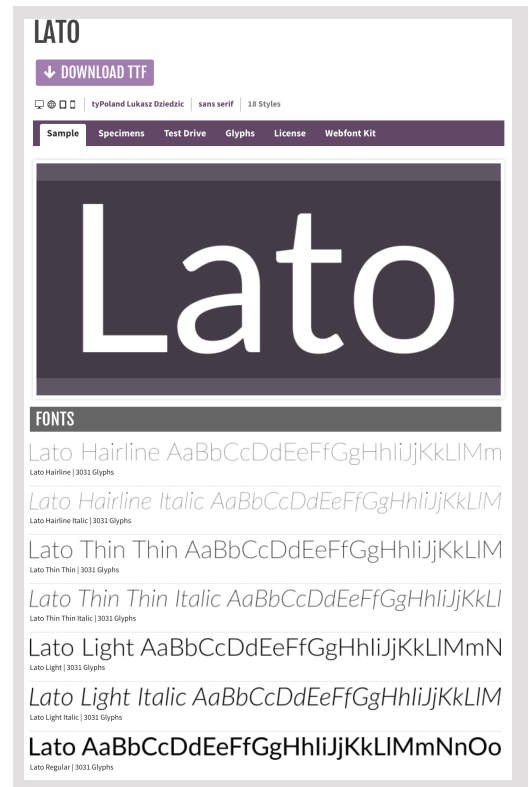 LATO
DOWNLOAD TTF
tyPoland Lukasz Dziedzic sans serif 18 Styles
Sample Specimens Test Drive Glyphs License Webfont Kit
Lato
FONTS
Lato Hairline AaBbCcDdEeFfGgHhIiJjKkLlMm
Lato Hairline | 3031 Glyphs
Lato Hairline Italic AaBbCcDdEeFfGgHhIiJjKkLlM
Lato Hairline Italic | 3031 Glyphs
Lato Thin Thin AaBbCcDdEeFfGgHhIiJjKkLlM
Lato Thin Thin | 3031 Glyphs
Lato Thin Thin Italic AaBbCcDdEeFfGgHhIiJjKkLl
Lato Thin Thin Italic | 3031 Glyphs
Lato Light AaBbCcDdEeFfGgHhIiJjKkLlMmN
Lato Light | 3031 Glyphs
Lato Light Italic AaBbCcDdEeFfGgHhIiJjKkLlM
Lato Light Italic | 3031 Glyphs
Lato AaBbCcDdEeFfGgHhIiJjKkLlMmNnOo
Lato Regular | 3031 Glyphs